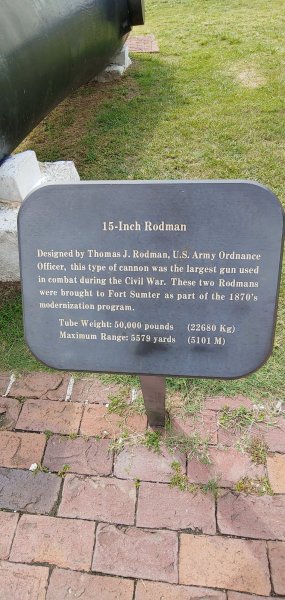 15-Inch Rodman
Designed by Thomas J. Rodman, U.S. Army Ordnance
Officer, this type of cannon was the largest gun used
in combat during the Civil War. These two Rodmans
were brought to Fort Sumter as part of the 1870's
modernization program.
Tube Weight: 50,000 pounds (22680 Kg)
Maximum Range: 5579 yards (5101 M)